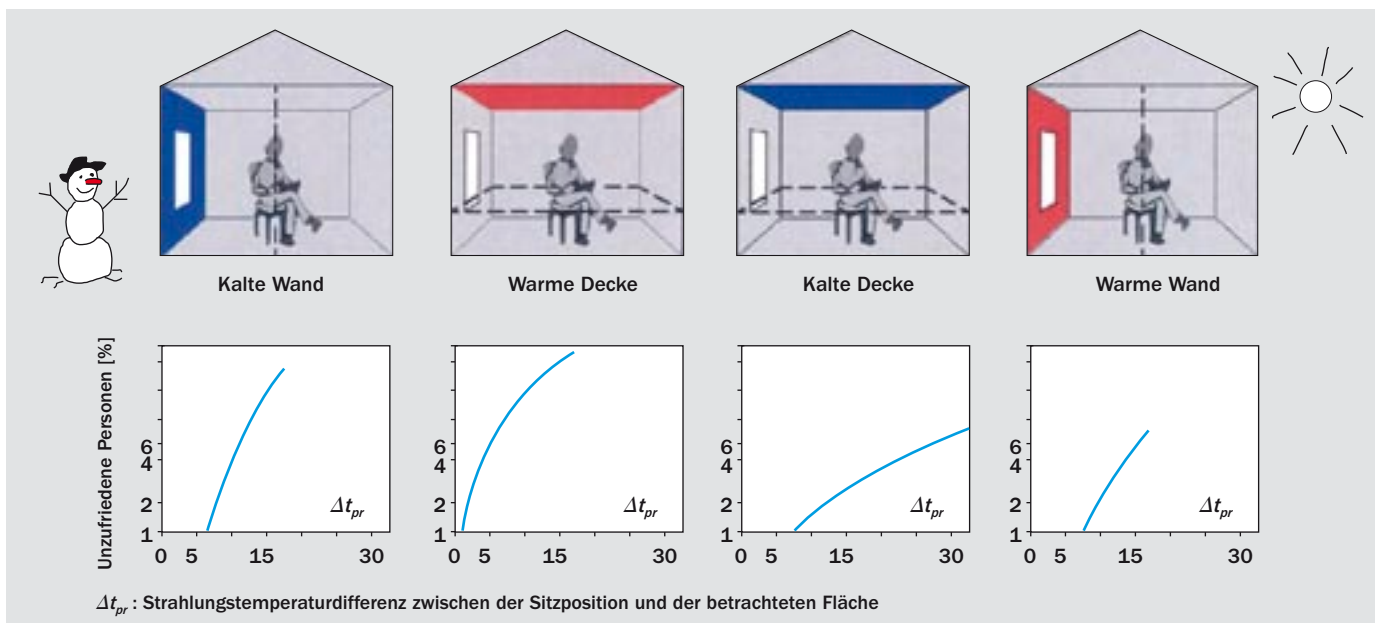 Kalte Wand
Warme Decke
Kalte Decke
Warme Wand
Unzufriedene Personen [%]
6
4
2
1
0 5 15 30
Δt_pr
6
4
2
1
0 5 15 30
Δt_pr
6
4
2
1
0 5 15 30
Δt_pr
6
4
2
1
0 5 15 30
Δt_pr
Δt_pr : Strahlungstemperaturdifferenz zwischen der Sitzposition und der betrachteten Fläche